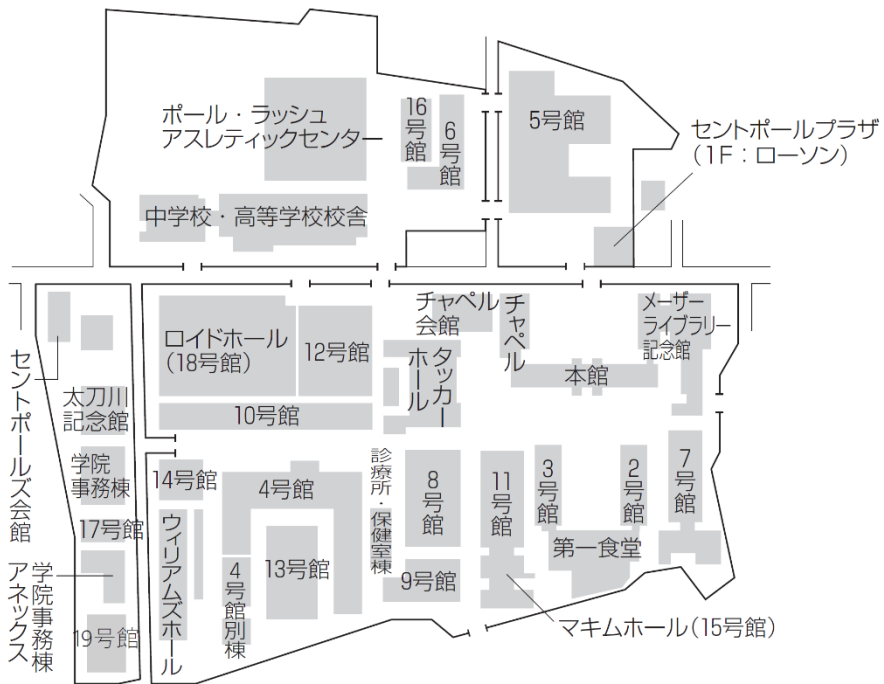 ポール・ラッシュ
アスレティックセンター
16号館
6号館
5号館
セントポールプラザ
(1F:ローソン)
中学校・高等学校校舎
チャペル
会館
チャペル
メーザー
ライブラリー
記念館
ロイドホール
(18号館)
12号館
タッカー
ホール
本館
セントポールズ会館
太刀川
記念館
10号館
学院
事務棟
14号館
4号館
診療所・保健室棟
8号館
11号館
3号館
2号館
7号館
17号館
ウィリアムズホール
13号館
第一食堂
学院事務棟
アネックス
4号館別棟
9号館
19号館
マキムホール(15号館)